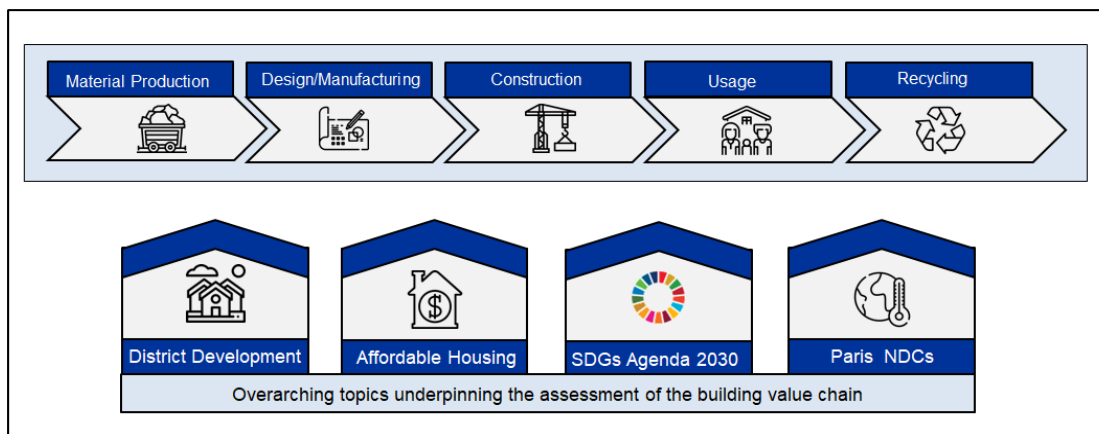 Material Production
Design/Manufacturing
Construction
Usage
Recycling
$
District Development
Affordable Housing
SDGs Agenda 2030
Paris NDCs
Overarching topics underpinning the assessment of the building value chain